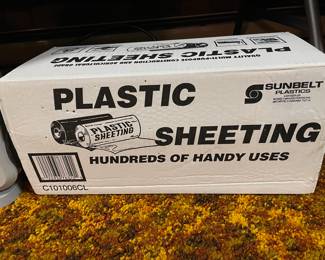 PLASTIC SHEETING
QUALITY MULTI-PURPOSE CONSTRUCTION AND AGRICULTURAL GRADE
PLASTIC
SUNBELT
PLASTICS
PLASTIC
SHEETING
SHEETING
HUNDREDS OF HANDY USES
C101006CL